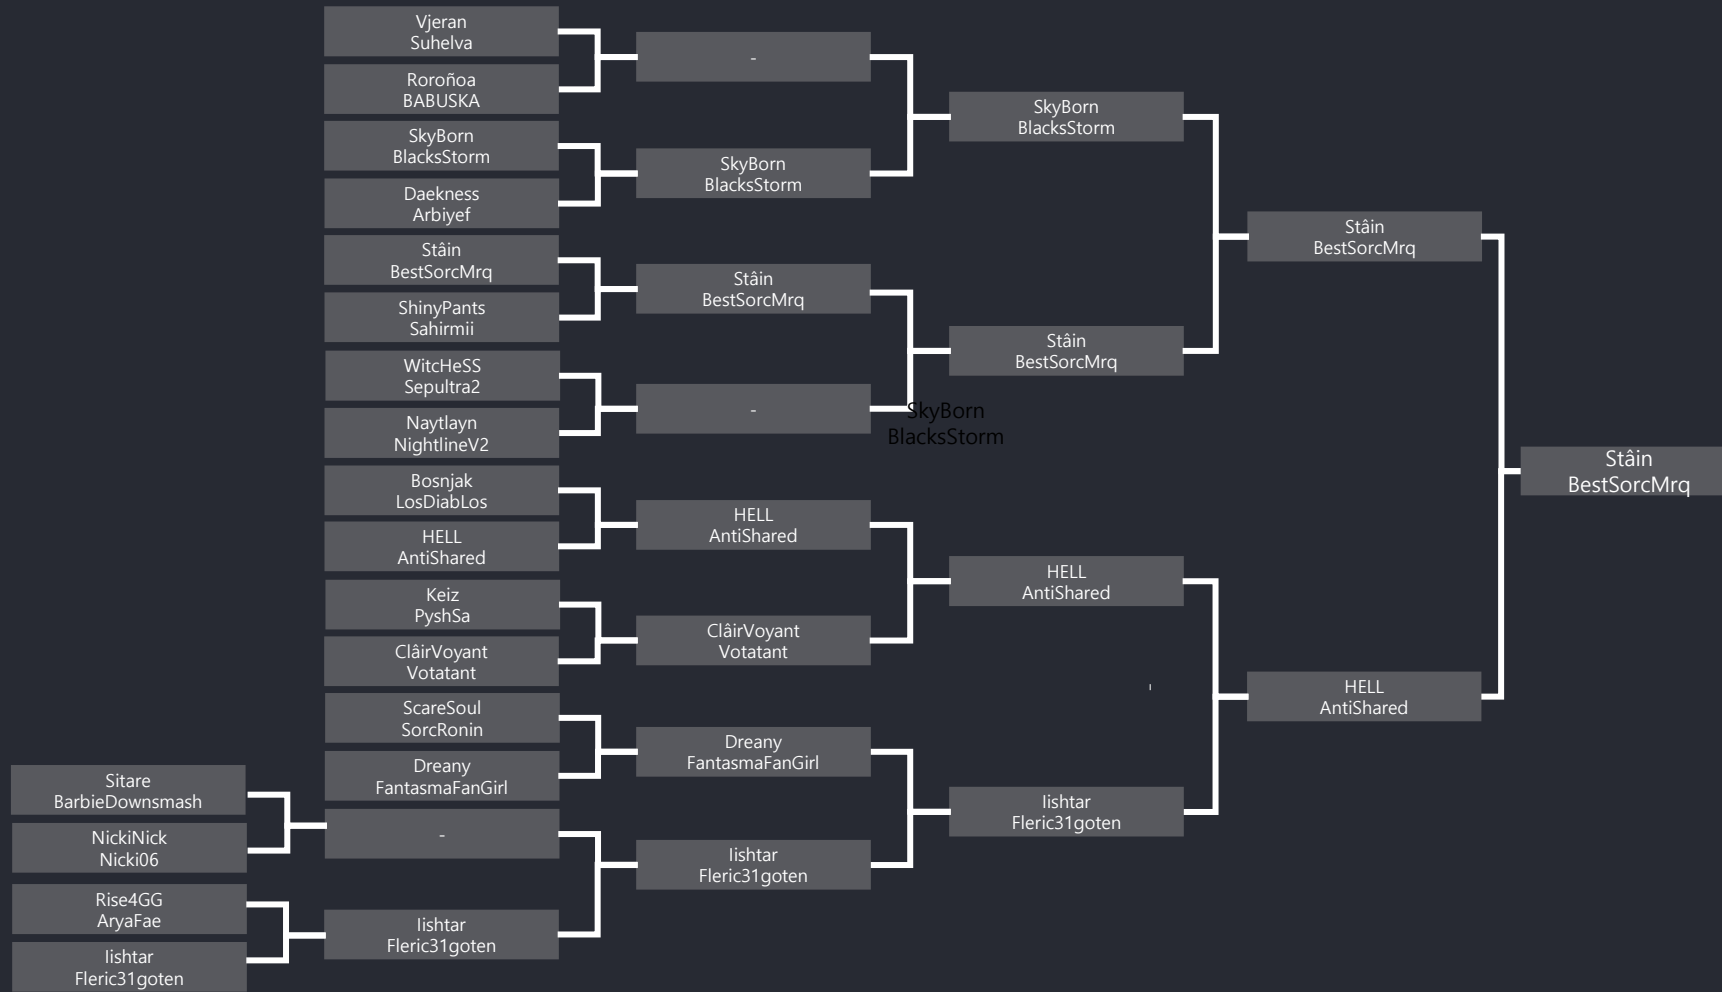 Sitare
BarbieDownsmash
NickiNick
Nicki06
Rise4GG
AryaFae
Iishtar
Fleric31goten
Vjeran
Suhelva
Roroñoa
BABUSKA
SkyBorn
BlacksStorm
Daekness
Arbiyef
Stâin
BestSorcMrq
ShinyPants
Sahirmii
WitcHeSS
Sepultra2
Naytlayn
NightlineV2
Bosnjak
LosDiabLos
HELL
AntiShared
Keiz
PyshSa
ClâirVoyant
Votatant
ScareSoul
SorcRonin
Dreany
FantasmaFanGirl
-
Iishtar
Fleric31goten
-
SkyBorn
BlacksStorm
Stâin
BestSorcMrq
-
HELL
AntiShared
ClâirVoyant
Votatant
Dreany
FantasmaFanGirl
Iishtar
Fleric31goten
SkyBorn
BlacksStorm
Stâin
BestSorcMrq
SkyBorn
BlacksStorm
HELL
AntiShared
Iishtar
Fleric31goten
Stâin
BestSorcMrq
HELL
AntiShared
Stâin
BestSorcMrq